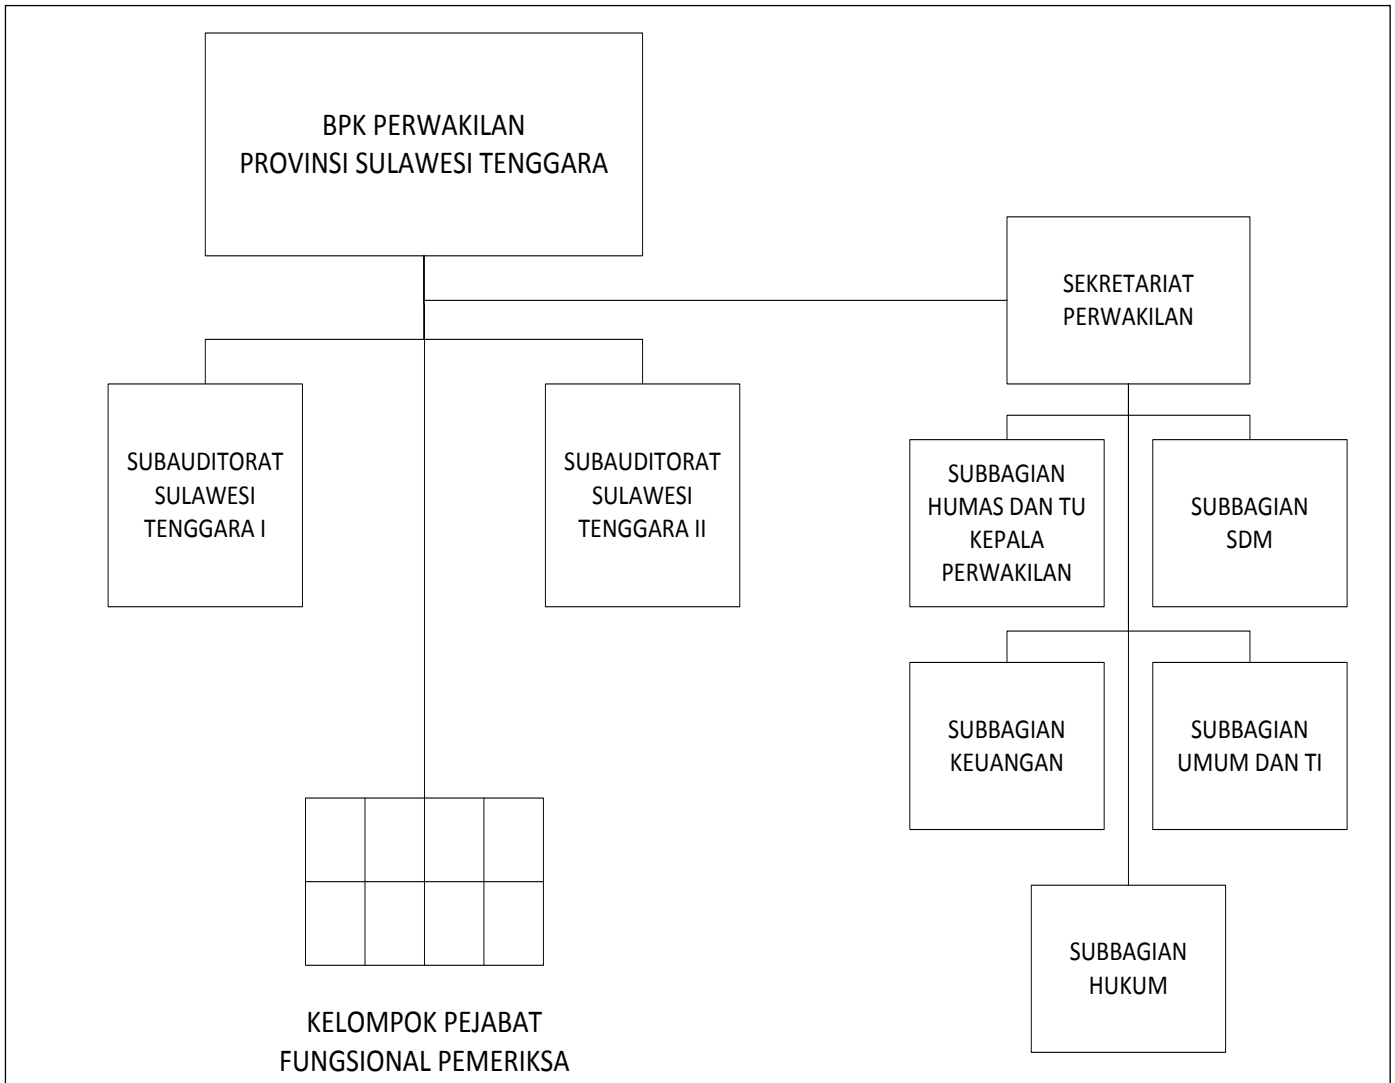 BPK PERWAKILAN
PROVINSI SULAWESI TENGGARA
SEKRETARIAT
PERWAKILAN
SUBAUDITORAT
SULAWESI
TENGGARA I
SUBAUDITORAT
SULAWESI
TENGGARA II
SUBBAGIAN
HUMAS DAN TU
KEPALA
PERWAKILAN
SUBBAGIAN
SDM
SUBBAGIAN
KEUANGAN
SUBBAGIAN
UMUM DAN TI
SUBBAGIAN
HUKUM
KELOMPOK PEJABAT
FUNGSIONAL PEMERIKSA